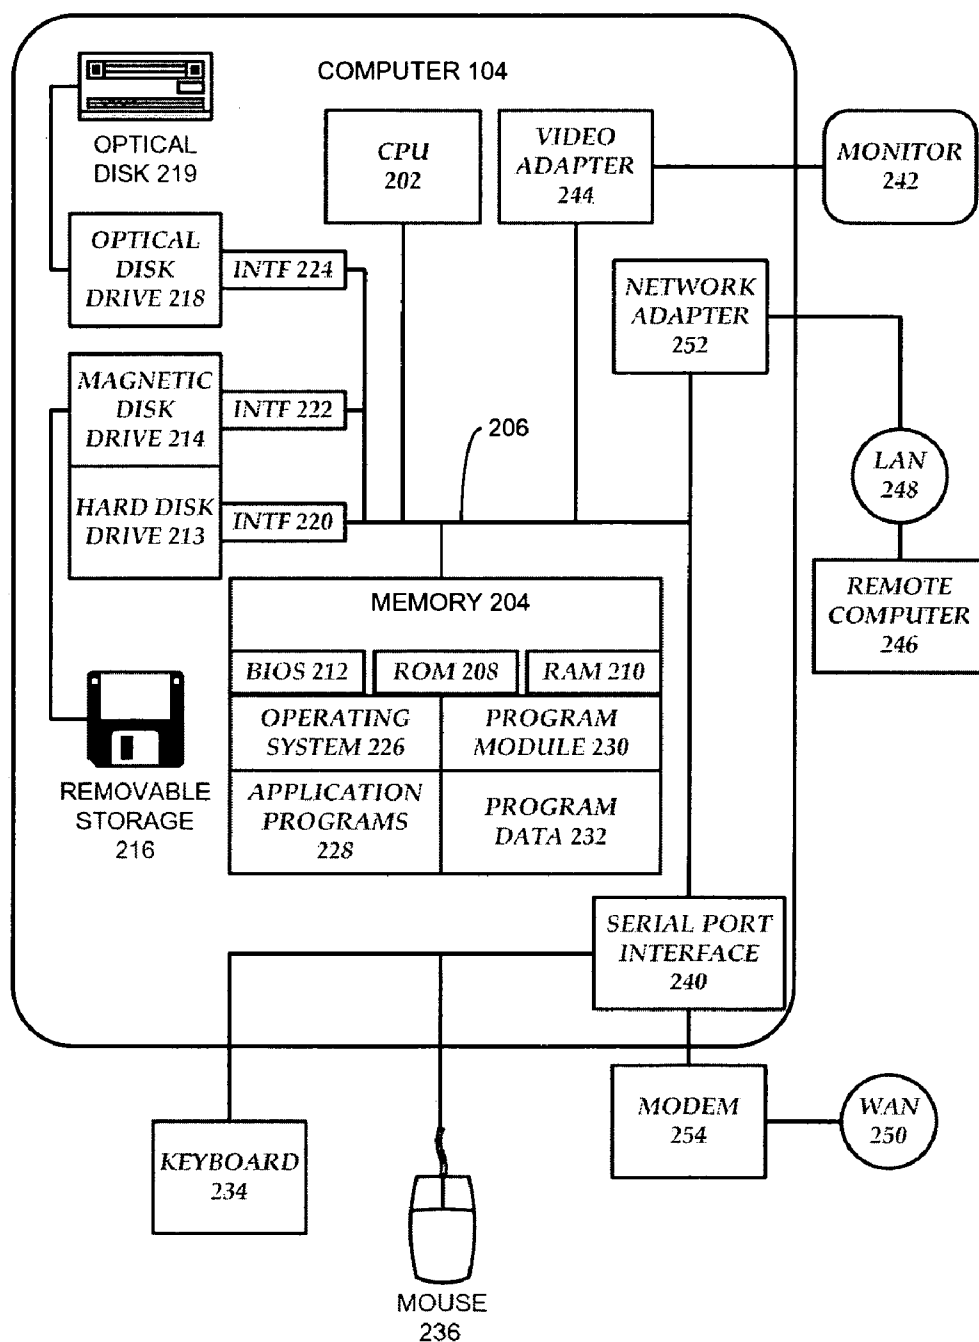 COMPUTER 104
OPTICAL
DISK 219
CPU
202
VIDEO
ADAPTER
244
MONITOR
242
OPTICAL
DISK
DRIVE 218
INTF 224
NETWORK
ADAPTER
252
MAGNETIC
DISK
DRIVE 214
INTF 222
206
LAN
248
HARD DISK
DRIVE 213
INTF 220
REMOTE
COMPUTER
246
MEMORY 204
BIOS 212
ROM 208
RAM 210
OPERATING
SYSTEM 226
PROGRAM
MODULE 230
APPLICATION
PROGRAMS
228
PROGRAM
DATA 232
REMOVABLE
STORAGE
216
SERIAL PORT
INTERFACE
240
MODEM
254
WAN
250
KEYBOARD
234
MOUSE
236